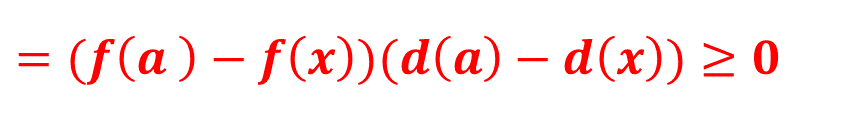 = (f(a) − f(x))(d(a) − d(x)) ≥ 0